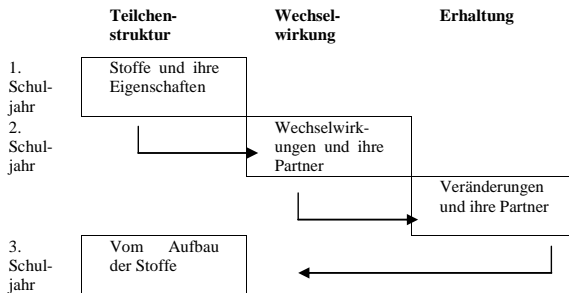 Teilchen- Wechsel- Erhaltung
struktur wirkung
1. Stoffe und ihre
Schul- Eigenschaften
jahr
2. Wechselwirk-
Schul- ungen und ihre
jahr Partner
Veränderungen
und ihre Partner
3. Vom Aufbau
Schul- der Stoffe
jahr